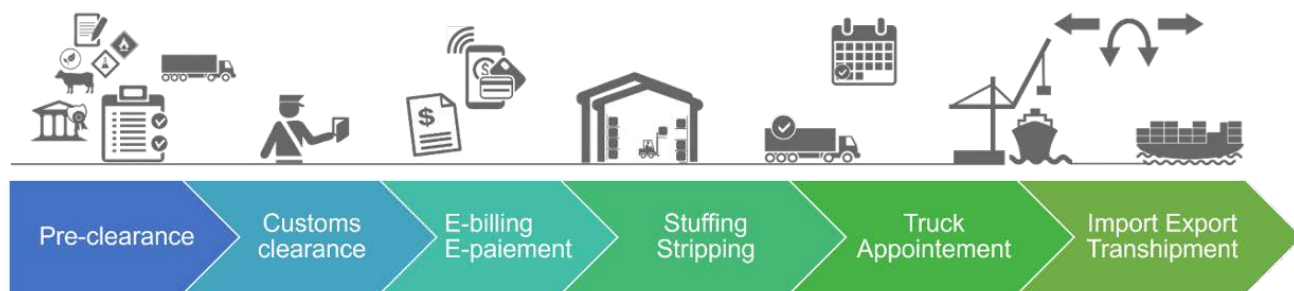 $
$
Pre-clearance
Customs
clearance
E-billing
E-paiement
Stuffing
Stripping
Truck
Appointement
Import Export
Transhipment